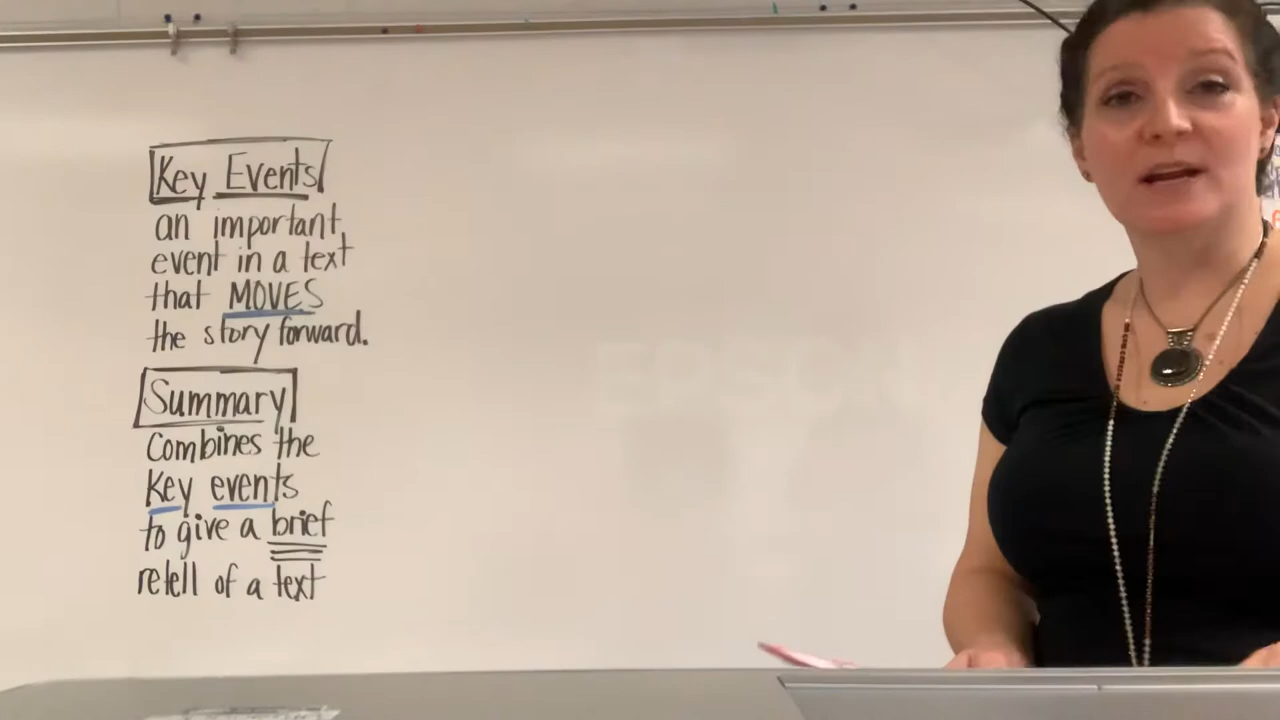 Key Events
an important
event in a text
that MOVES
the story forward.
Summary
Combines the
key events
to give a brief
retell of a text